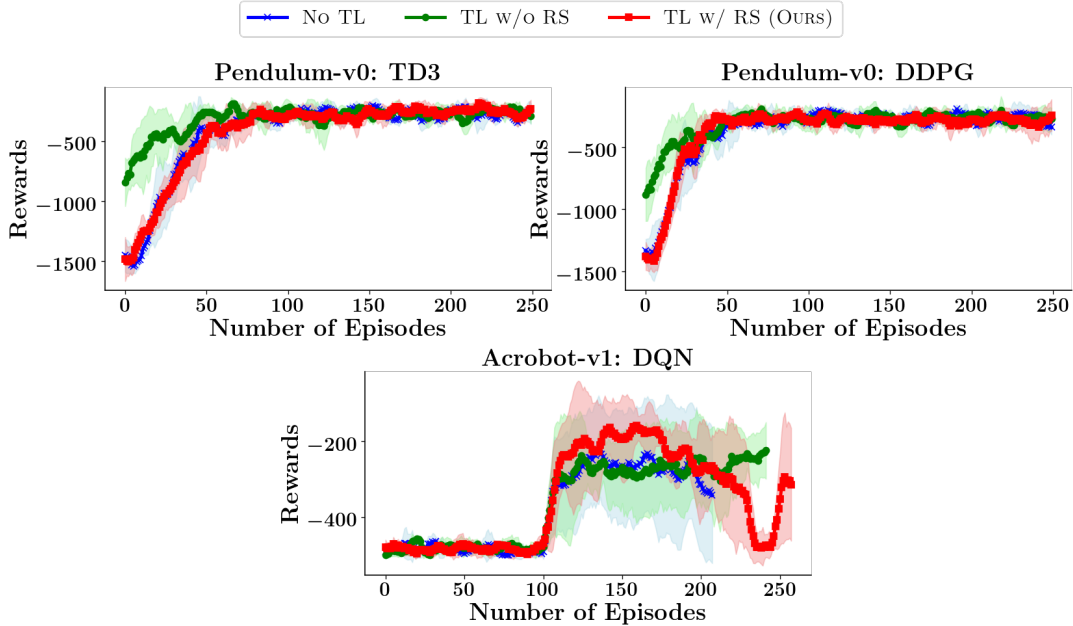 No TL TL w/o RS TL w/ RS (Ours)
Pendulum-v0: TD3
Rewards
−500
−1000
−1500
0 50 100 150 200 250
Number of Episodes
Pendulum-v0: DDPG
Rewards
−500
−1000
−1500
0 50 100 150 200 250
Number of Episodes
Acrobot-v1: DQN
Rewards
−200
−400
0 50 100 150 200 250
Number of Episodes